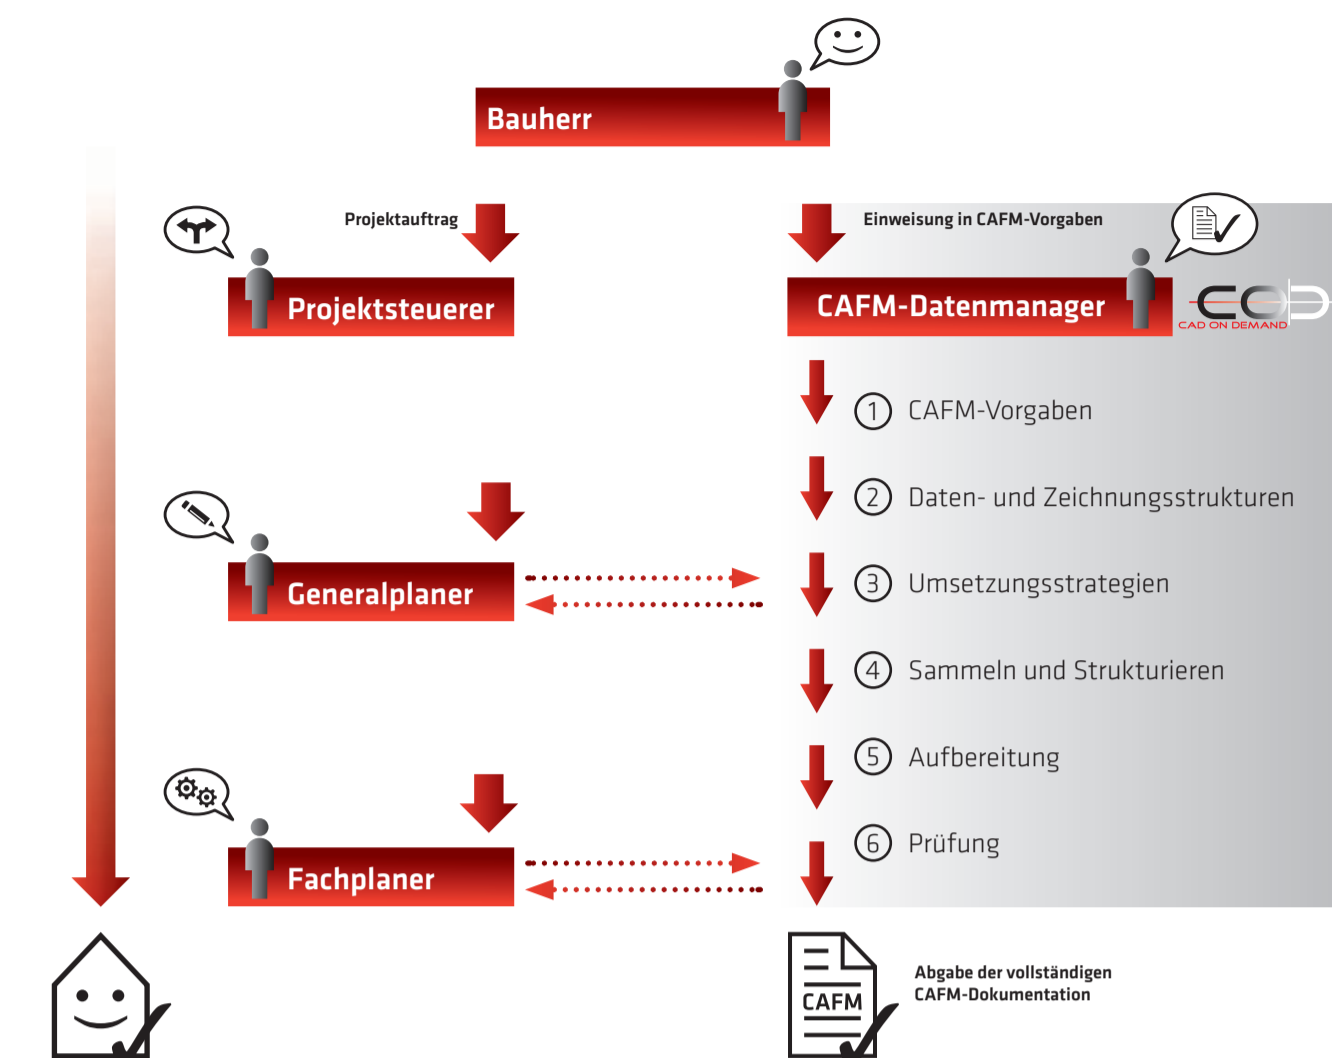 Bauherr
Projektauftrag
Einweisung in CAFM-Vorgaben
Projektsteuerer
CAFM-Datenmanager
COD
CAD ON DEMAND
1 CAFM-Vorgaben
2 Daten- und Zeichnungsstrukturen
3 Umsetzungsstrategien
Generalplaner
4 Sammeln und Strukturieren
5 Aufbereitung
6 Prüfung
Fachplaner
CAFM
Abgabe der vollständigen
CAFM-Dokumentation